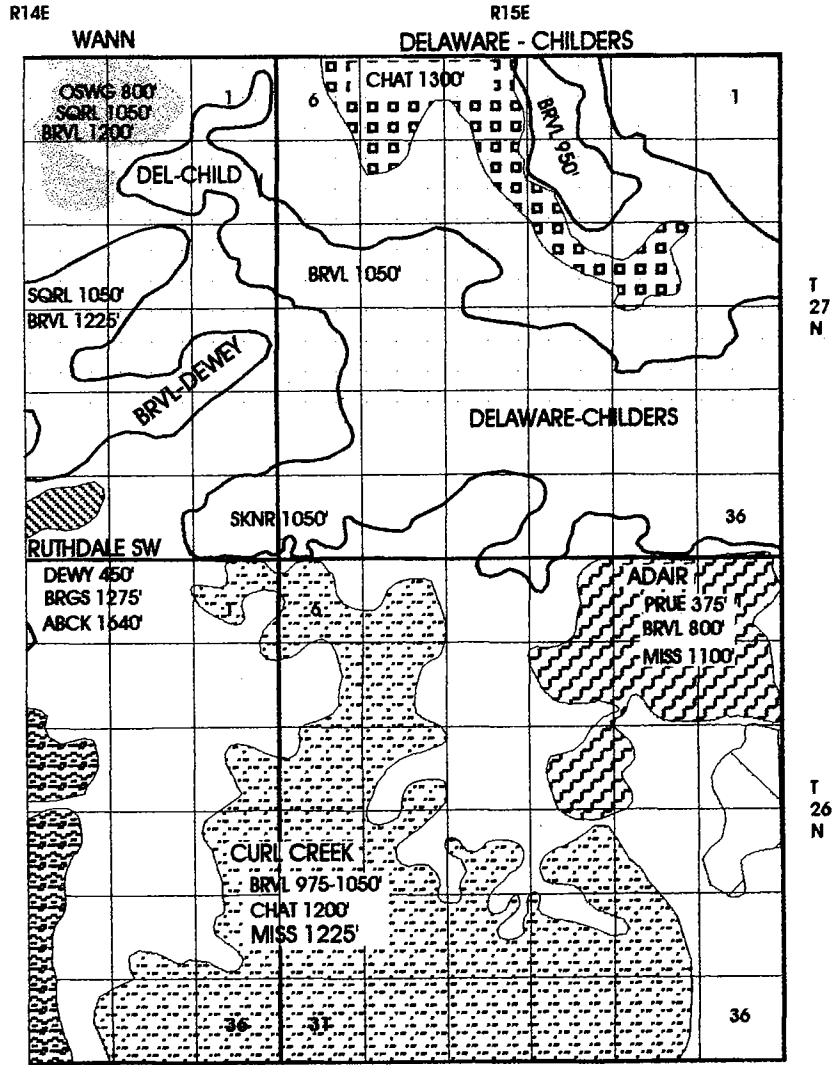 R14E
R15E
WANN
DELAWARE - CHILDERS
OSWG 800'
SQRL 1050'
BRVL 1200'
1
6
CHAT 1300'
BRVL 950'
1
DEL-CHILD
SQRL 1050'
BRVL 1225'
BRVL 1050'
T
27
N
BRVL-DEWEY
DELAWARE-CHILDERS
SKNR 1050'
36
RUTHDALE SW
DEWY 450'
BRGS 1275'
ABCK 1640'
1
6
ADAIR
PRUE 375'
BRVL 800'
MISS 1100'
T
26
N
CURL CREEK
BRVL 975-1050'
CHAT 1200'
MISS 1225'
36
31
36